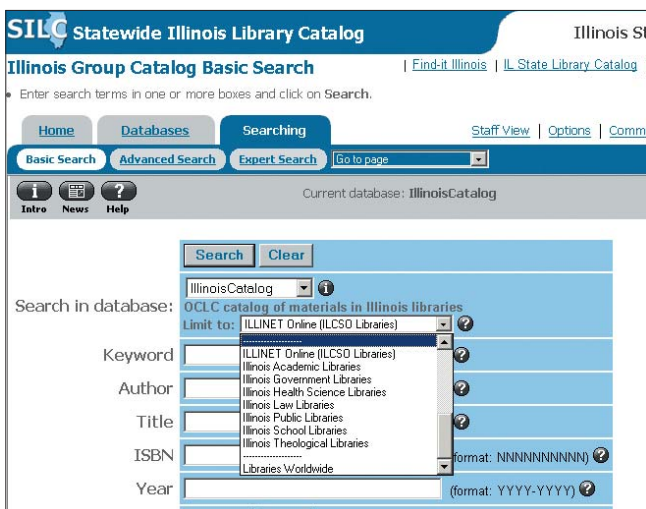 SILC Statewide Illinois Library Catalog
Illinois St
Illinois Group Catalog Basic Search
| Find-it Illinois | IL State Library Catalog
• Enter search terms in one or more boxes and click on Search.
Home Databases Searching
Staff View | Options | Comm
Basic Search Advanced Search Expert Search Go to page
i ?
Intro News Help
Current database: IllinoisCatalog
Search Clear
Search in database: IllinoisCatalog i
OCLC catalog of materials in Illinois libraries
Limit to: ILLINET Online (ILCSO Libraries) ?
--------------------
Keyword ?
ILLINET Online (ILCSO Libraries)
Illinois Academic Libraries
Illinois Government Libraries
Author ?
Illinois Health Science Libraries
Illinois Law Libraries
Title ?
Illinois Public Libraries
Illinois School Libraries
Illinois Theological Libraries
--------------------
ISBN (format: NNNNNNNNNN) ?
Libraries Worldwide
Year (format: YYYY-YYYY) ?